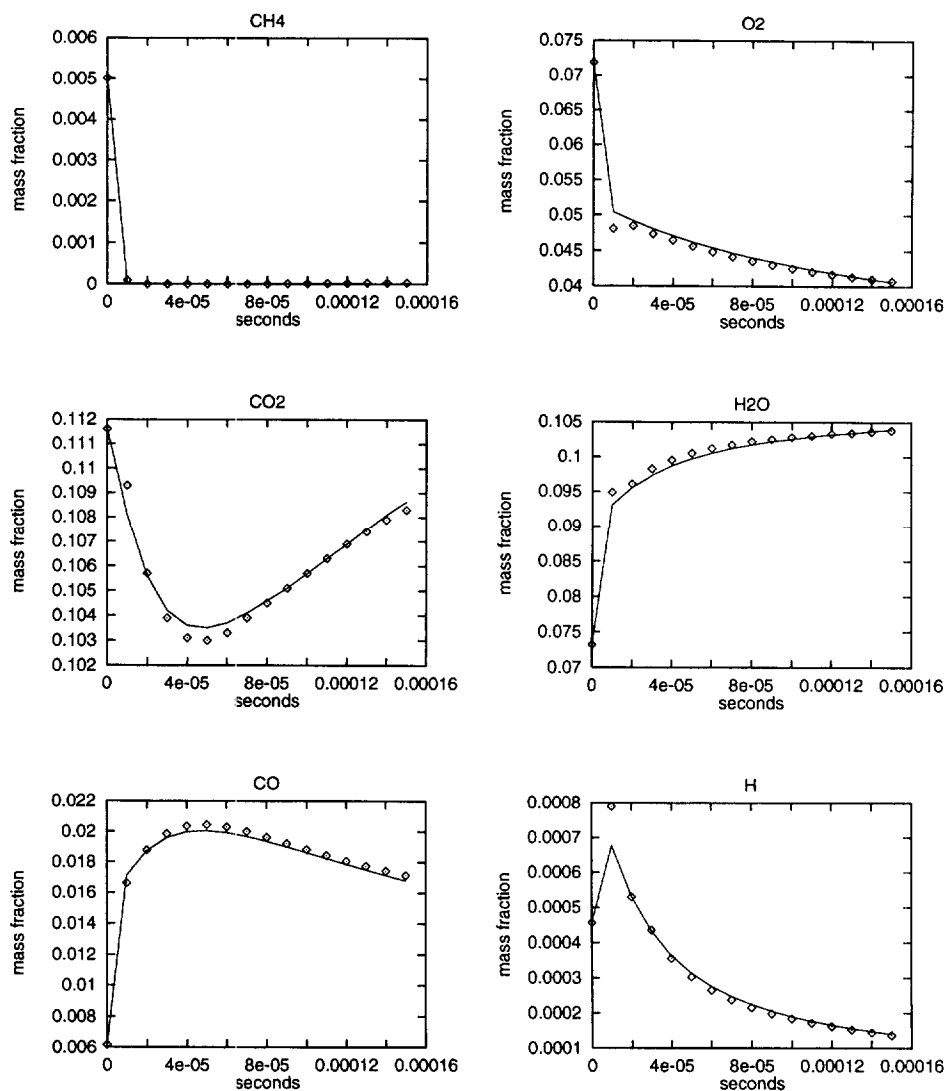 CH4
0.006
0.005
0.004
0.003
0.002
0.001
0
mass fraction
0 4e-05 8e-05 0.00012 0.00016
seconds
O2
0.075
0.07
0.065
0.06
0.055
0.05
0.045
0.04
mass fraction
0 4e-05 8e-05 0.00012 0.00016
seconds
CO2
0.112
0.111
0.11
0.109
0.108
0.107
0.106
0.105
0.104
0.103
0.102
mass fraction
0 4e-05 8e-05 0.00012 0.00016
seconds
H2O
0.105
0.1
0.095
0.09
0.085
0.08
0.075
0.07
mass fraction
0 4e-05 8e-05 0.00012 0.00016
seconds
CO
0.022
0.02
0.018
0.016
0.014
0.012
0.01
0.008
0.006
mass fraction
0 4e-05 8e-05 0.00012 0.00016
seconds
H
0.0008
0.0007
0.0006
0.0005
0.0004
0.0003
0.0002
0.0001
mass fraction
0 4e-05 8e-05 0.00012 0.00016
seconds